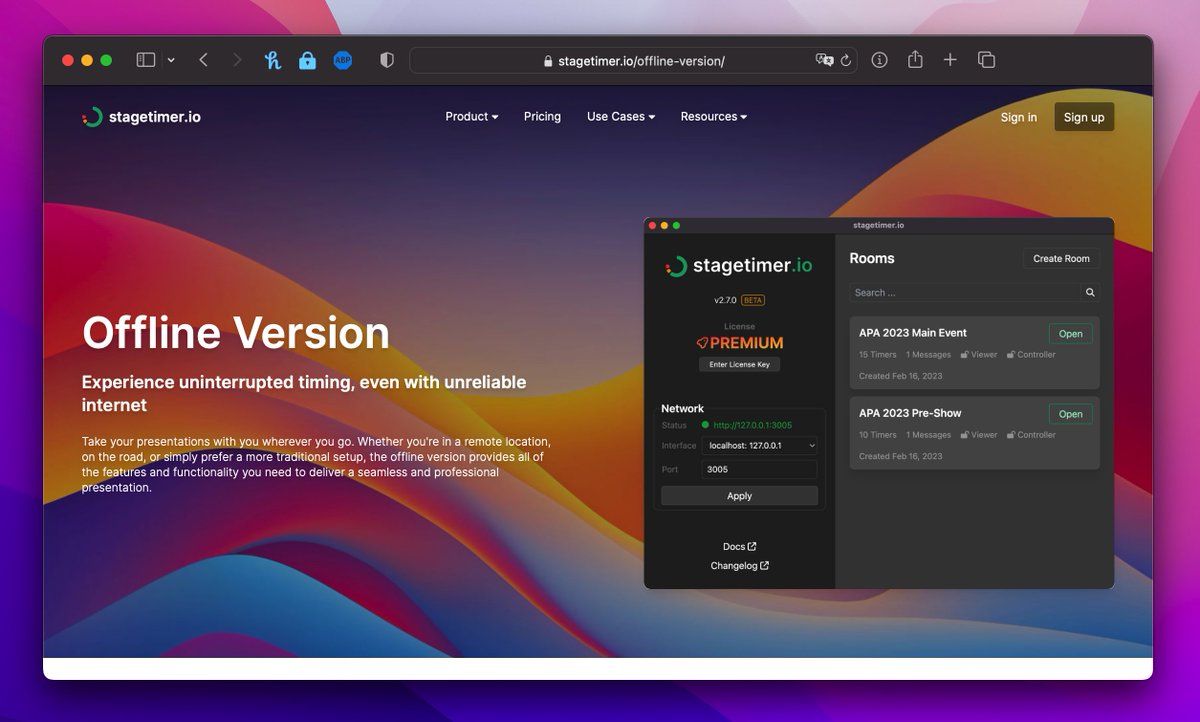 ABP
stagetimer.io/offline-version/
stagetimer.io
Product
Pricing
Use Cases
Resources
Sign in
Sign up
Offline Version
Experience uninterrupted timing, even with unreliable
internet
Take your presentations with you wherever you go. Whether you're in a remote location,
on the road, or simply prefer a more traditional setup, the offline version provides all of
the features and functionality you need to deliver a seamless and professional
presentation.
stagetimer.io
stagetimer.io
v2.7.0 BETA
License
PREMIUM
Enter License Key
Network
Status http://127.0.0.1:3005
Interface localhost: 127.0.0.1
Port 3005
Apply
Docs
Changelog
Rooms
Create Room
Search ...
APA 2023 Main Event
Open
15 Timers 1 Messages Viewer Controller
Created Feb 16, 2023
APA 2023 Pre-Show
Open
10 Timers 1 Messages Viewer Controller
Created Feb 16, 2023